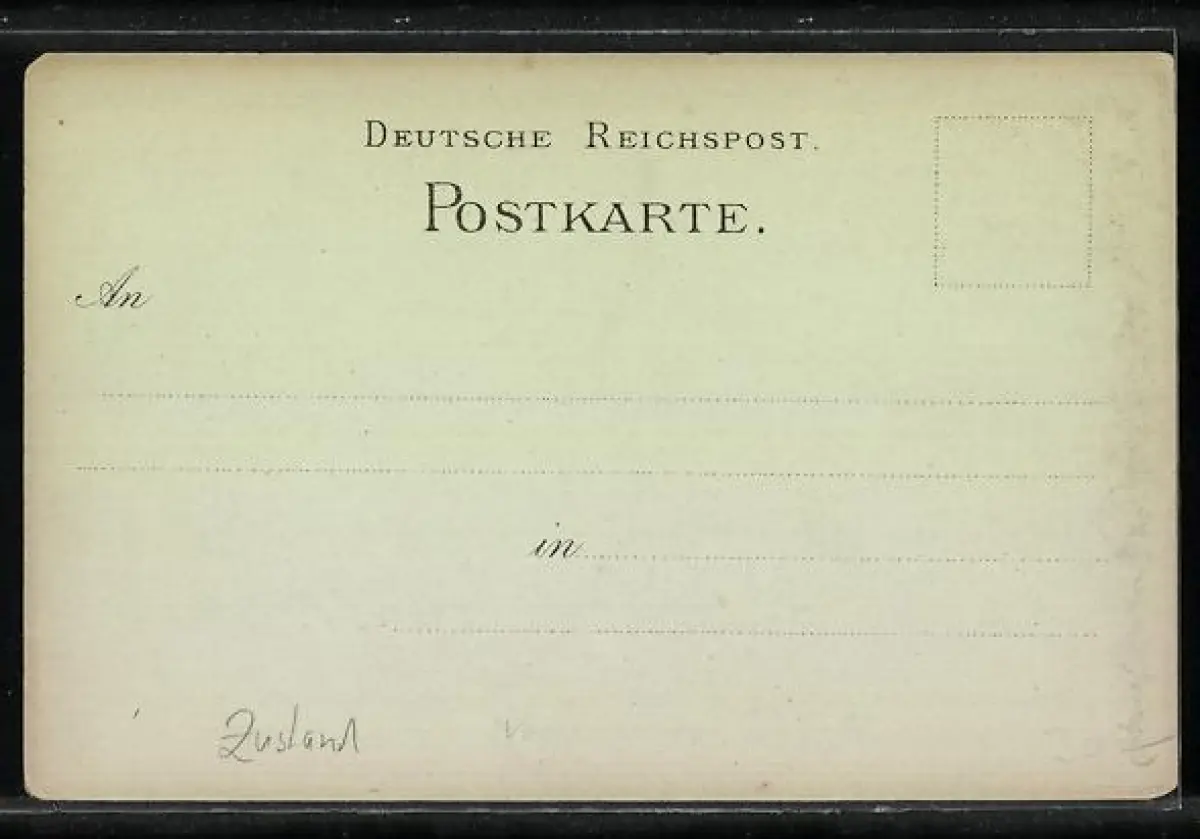 DEUTSCHE REICHSPOST.
POSTKARTE.
An
in
Zustand